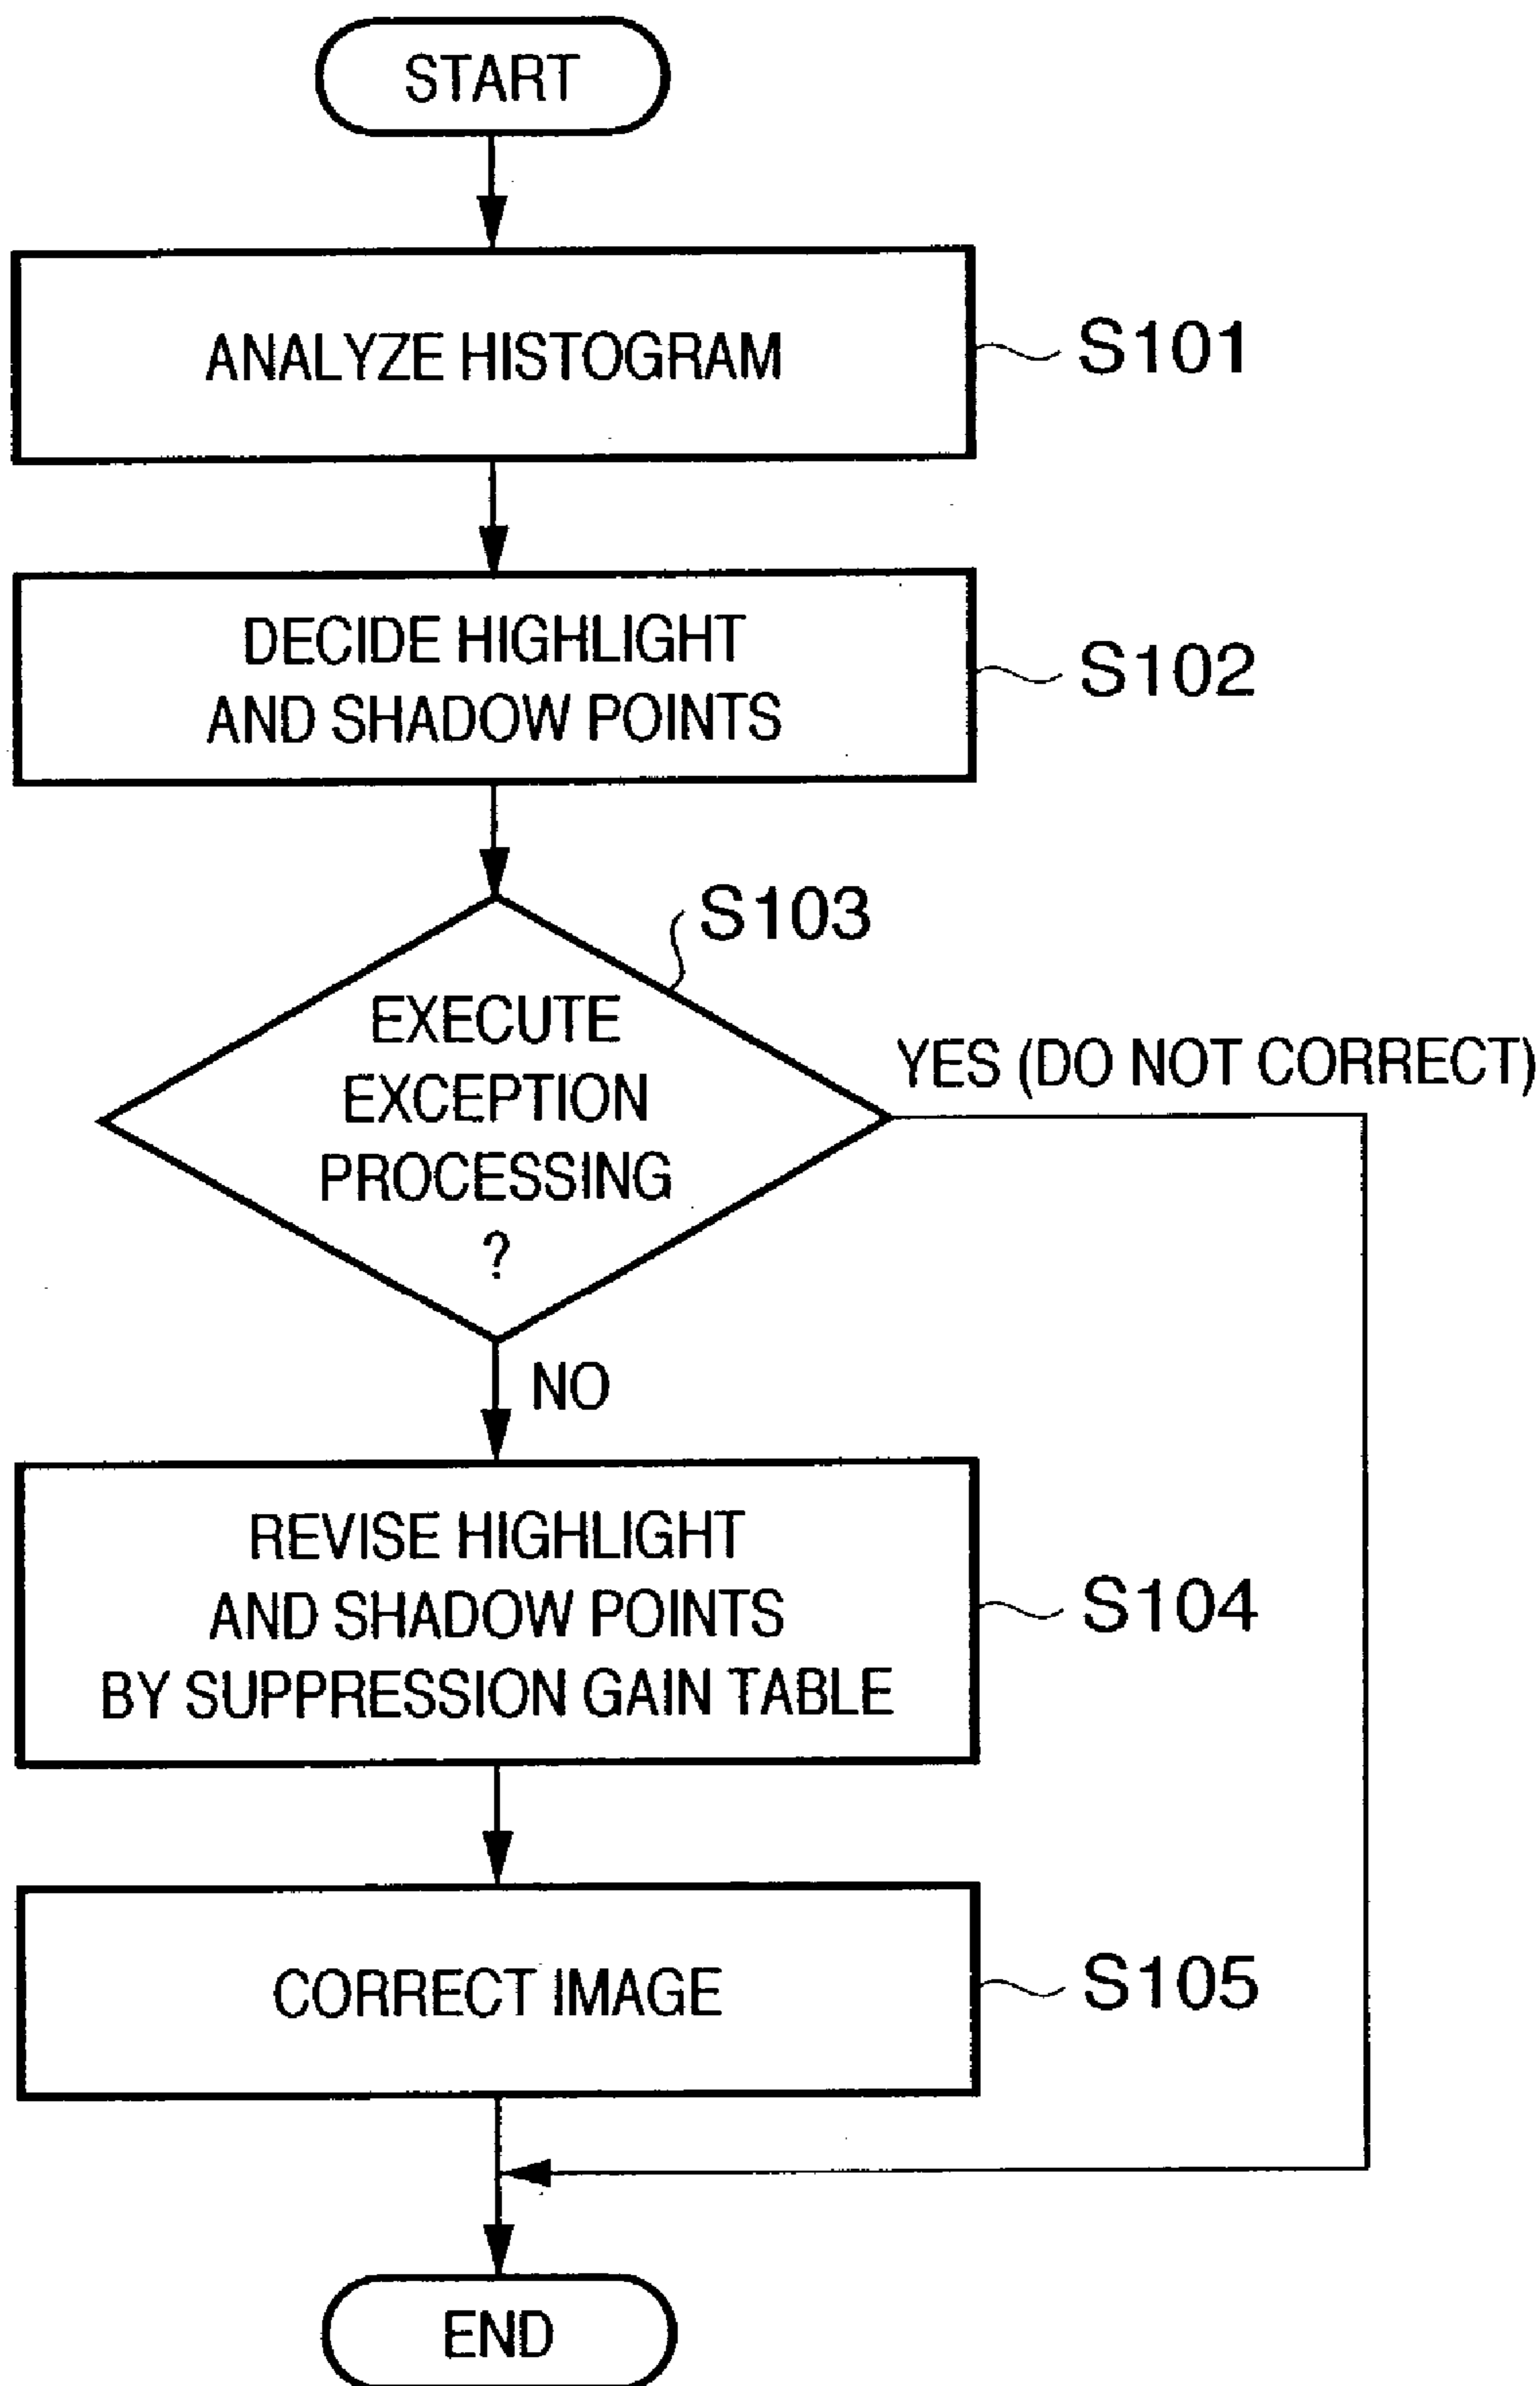 START
ANALYZE HISTOGRAM
S101
DECIDE HIGHLIGHT
AND SHADOW POINTS
S102
S103
EXECUTE
EXCEPTION
PROCESSING
?
YES (DO NOT CORRECT)
NO
REVISE HIGHLIGHT
AND SHADOW POINTS
BY SUPPRESSION GAIN TABLE
S104
CORRECT IMAGE
S105
END